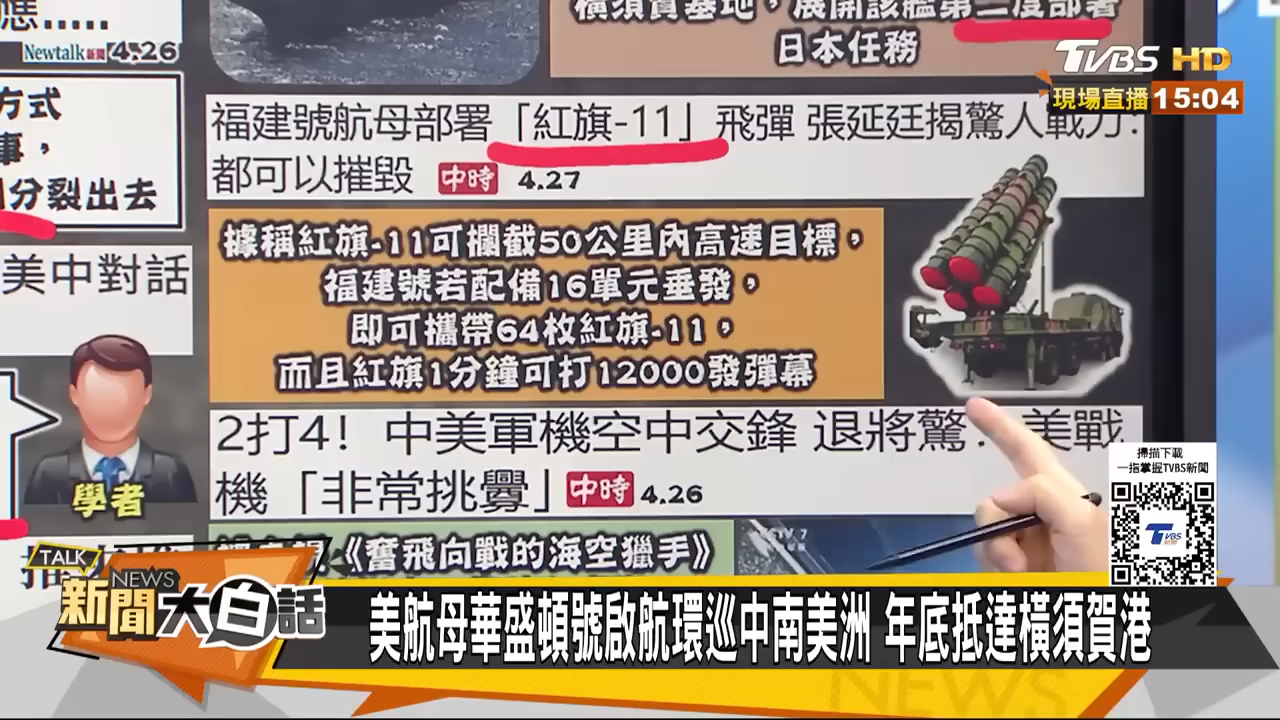 應......
Newtalk新聞 4.26
方式
事，
分裂出去
美中對話
學者
橫須賀基地，展開該艦第二度部署
日本任務
TVBS HD
現場直播 15:04
福建號航母部署「紅旗-11」飛彈 張延廷揭驚人戰力：
都可以摧毀 中時 4.27
據稱紅旗-11可攔截50公里內高速目標，
福建號若配備16單元垂發，
即可攜帶64枚紅旗-11，
而且紅旗1分鐘可打12000發彈幕
2打4！中美軍機空中交鋒 退將驚：美戰
機「非常挑釁」 中時 4.26
《奮飛向戰的海空獵手》
掃描下載
一指掌握TVBS新聞
TVBS
新聞
TALK
NEWS
新聞大白話
美航母華盛頓號啟航環巡中南美洲 年底抵達橫須賀港
NEWS